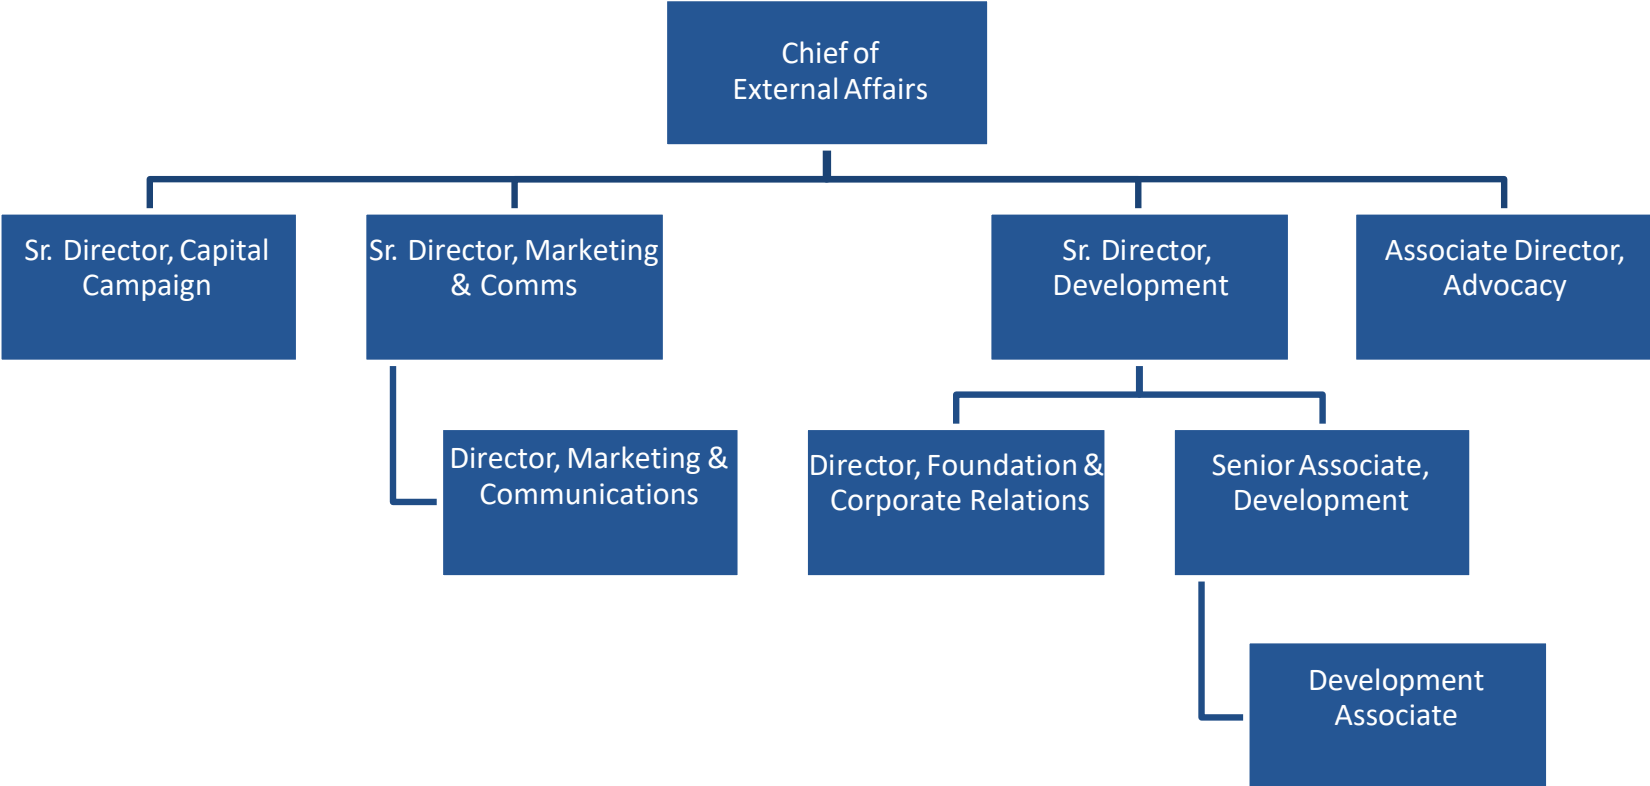 Chief of
External Affairs
Sr. Director, Capital
Campaign
Sr. Director, Marketing
& Comms
Sr. Director,
Development
Associate Director,
Advocacy
Director, Marketing &
Communications
Director, Foundation &
Corporate Relations
Senior Associate,
Development
Development
Associate